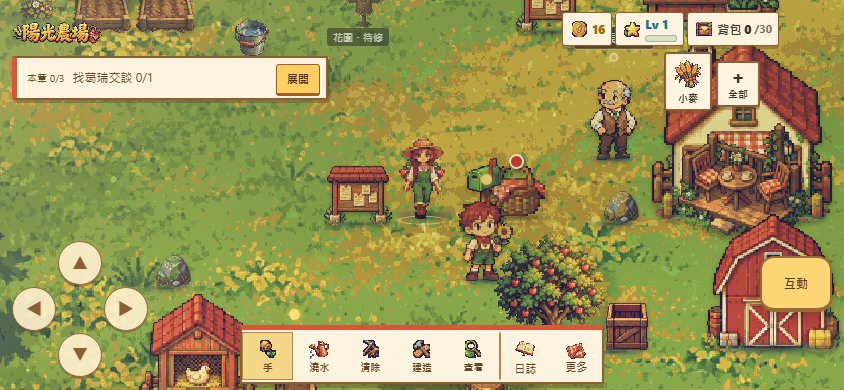 陽光農場
花圃·待修
16
Lv 1
背包 0 /30
本章 0/3 找葛瑞交談 0/1
展開
小麥
+
全部
互動
手
澆水
清除
建造
查看
日誌
更多